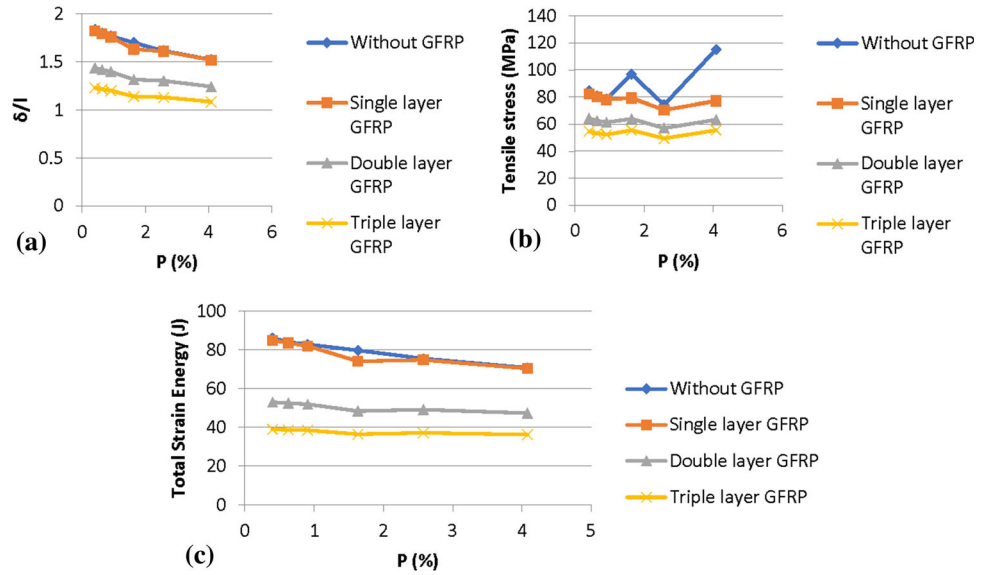 2
1.5
1
0.5
0
δ/l
0
2
4
6
P (%)
Without GFRP
Single layer
GFRP
Double layer
GFRP
Triple layer
GFRP
(a)
140
120
100
80
60
40
20
0
Tensile stress (MPa)
0
2
4
6
P (%)
Without GFRP
Single layer
GFRP
Double layer
GFRP
Triple layer
GFRP
(b)
100
80
60
40
20
0
Total Strain Energy (J)
0
1
2
3
4
5
P (%)
Without GFRP
Single layer GFRP
Double layer GFRP
Triple layer GFRP
(c)